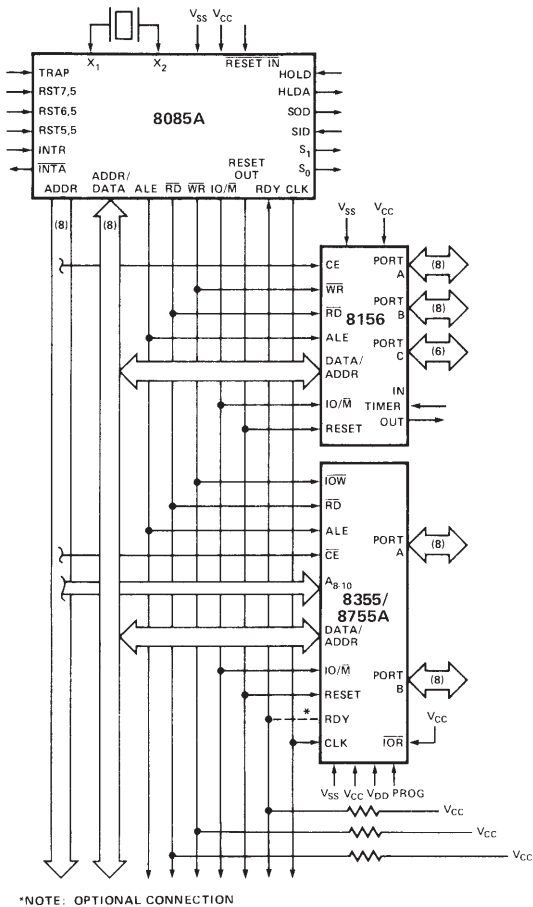 VSS VCC
X1 X2 RESET IN
TRAP HOLD
RST7,5 HLDA
8085A
RST6,5 SOD
RST5,5 SID
INTR S1
INTA S0
ADDR ADDR/DATA ALE RD WR IO/M RESET OUT RDY CLK
(8) (8)
VSS VCC
CE PORT A (8)
WR
PORT B (8)
RD
8156
ALE
PORT C (6)
DATA/ADDR
IN
IO/M TIMER
RESET OUT
IOW
RD
ALE PORT A (8)
CE
A8-10
8355/
8755A
DATA/ADDR
IO/M PORT B (8)
RESET
* RDY VCC
CLK IOR
VSS VCC VDD PROG
VCC
VCC
VCC
*NOTE: OPTIONAL CONNECTION